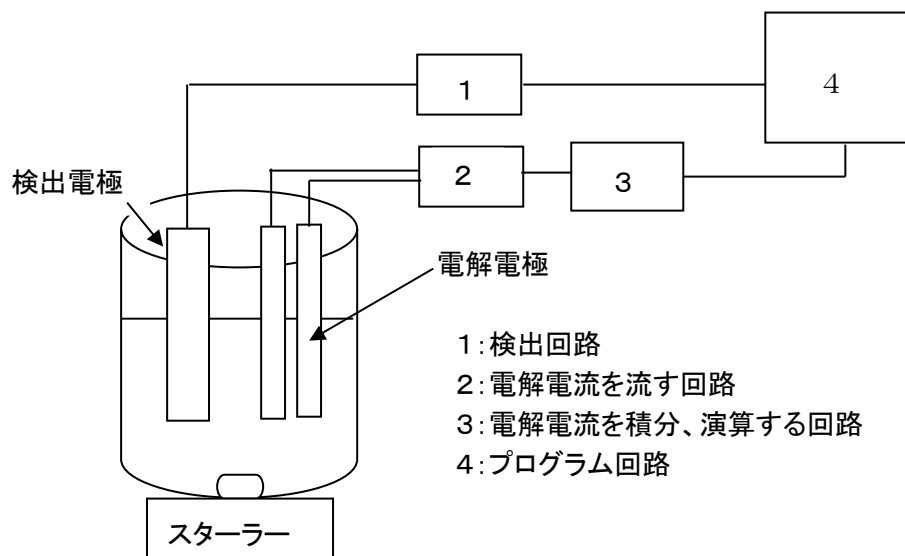 1
4
2
3
検出電極
電解電極
1:検出回路
2:電解電流を流す回路
3:電解電流を積分、演算する回路
4:プログラム回路
スターラー